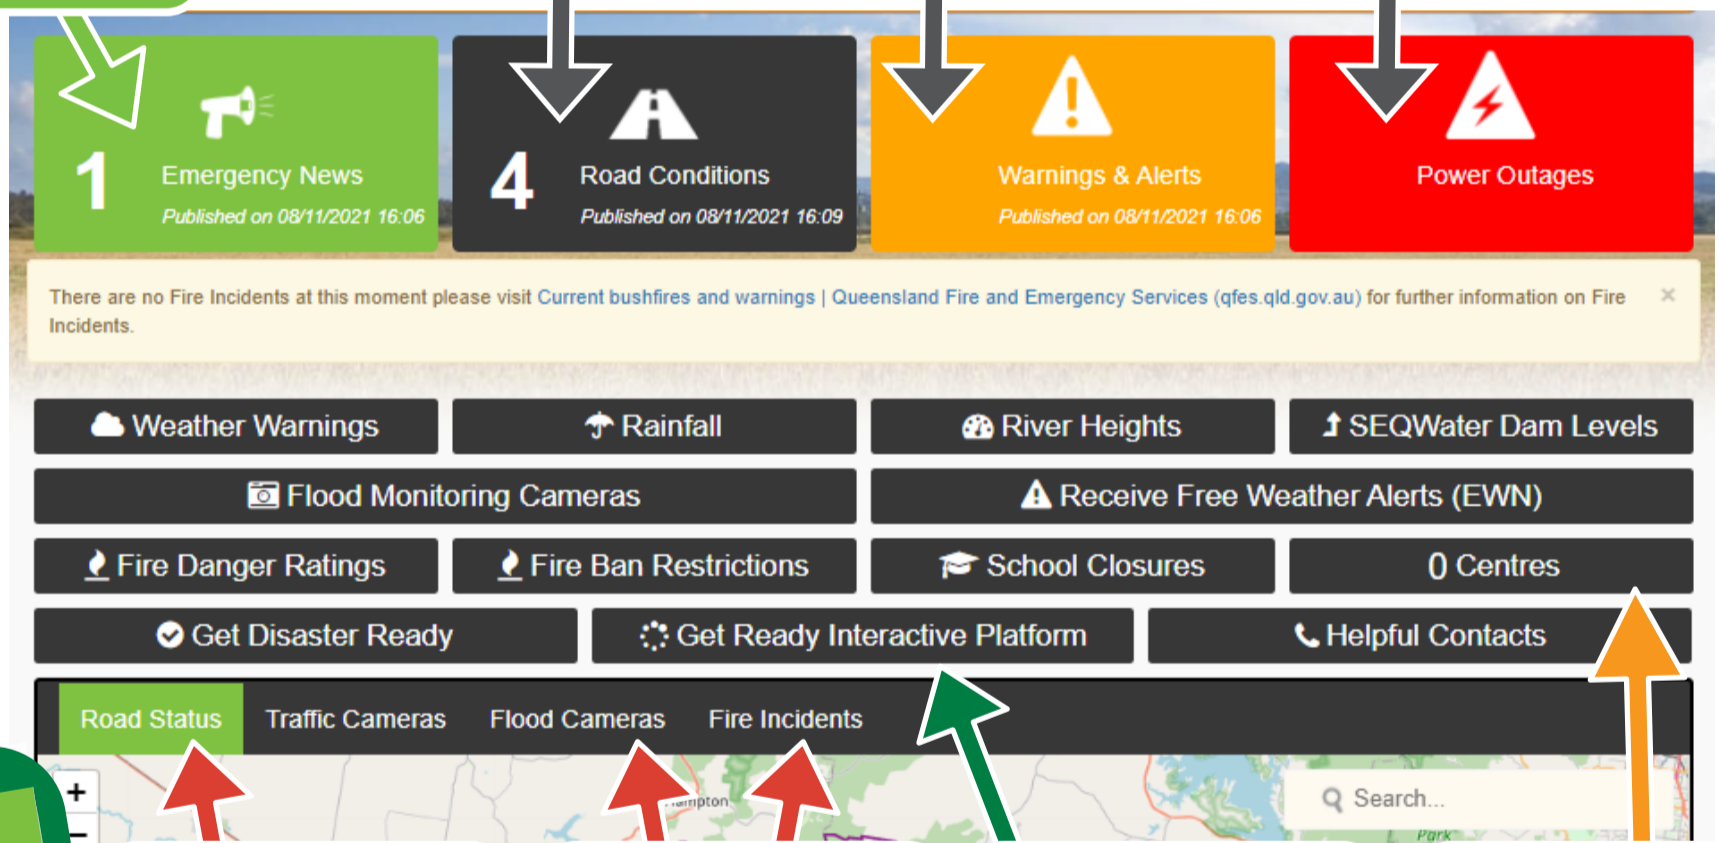 1
Emergency News
Published on 08/11/2021 16:06
4
Road Conditions
Published on 08/11/2021 16:09
Warnings & Alerts
Published on 08/11/2021 16:06
Power Outages
There are no Fire Incidents at this moment please visit Current bushfires and warnings | Queensland Fire and Emergency Services (qfes.qld.gov.au) for further information on Fire
Incidents.
×
Weather Warnings
Rainfall
River Heights
SEQWater Dam Levels
Flood Monitoring Cameras
Receive Free Weather Alerts (EWN)
Fire Danger Ratings
Fire Ban Restrictions
School Closures
0 Centres
Get Disaster Ready
Get Ready Interactive Platform
Helpful Contacts
Road Status
Traffic Cameras
Flood Cameras
Fire Incidents
+
Search...
Park